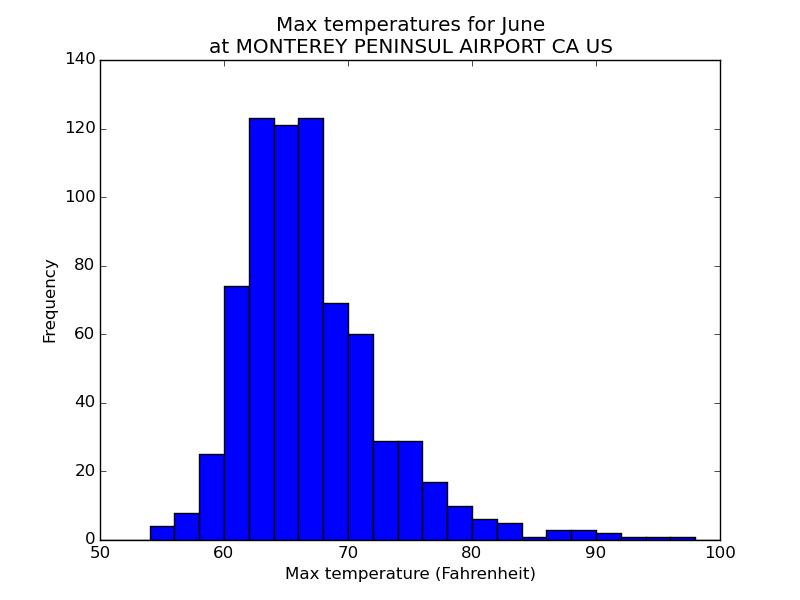 Max temperatures for June
at MONTEREY PENINSUL AIRPORT CA US
140
120
100
80
60
40
20
0
Frequency
50 60 70 80 90 100
Max temperature (Fahrenheit)